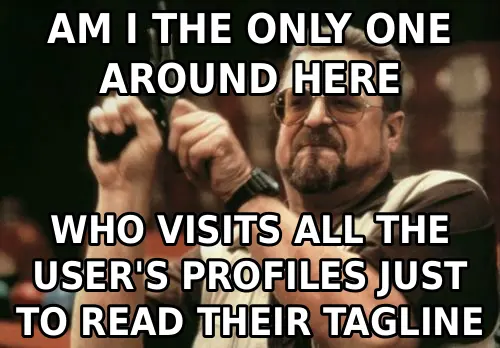 AM I THE ONLY ONE
AROUND HERE
WHO VISITS ALL THE
USER'S PROFILES JUST
TO READ THEIR TAGLINE